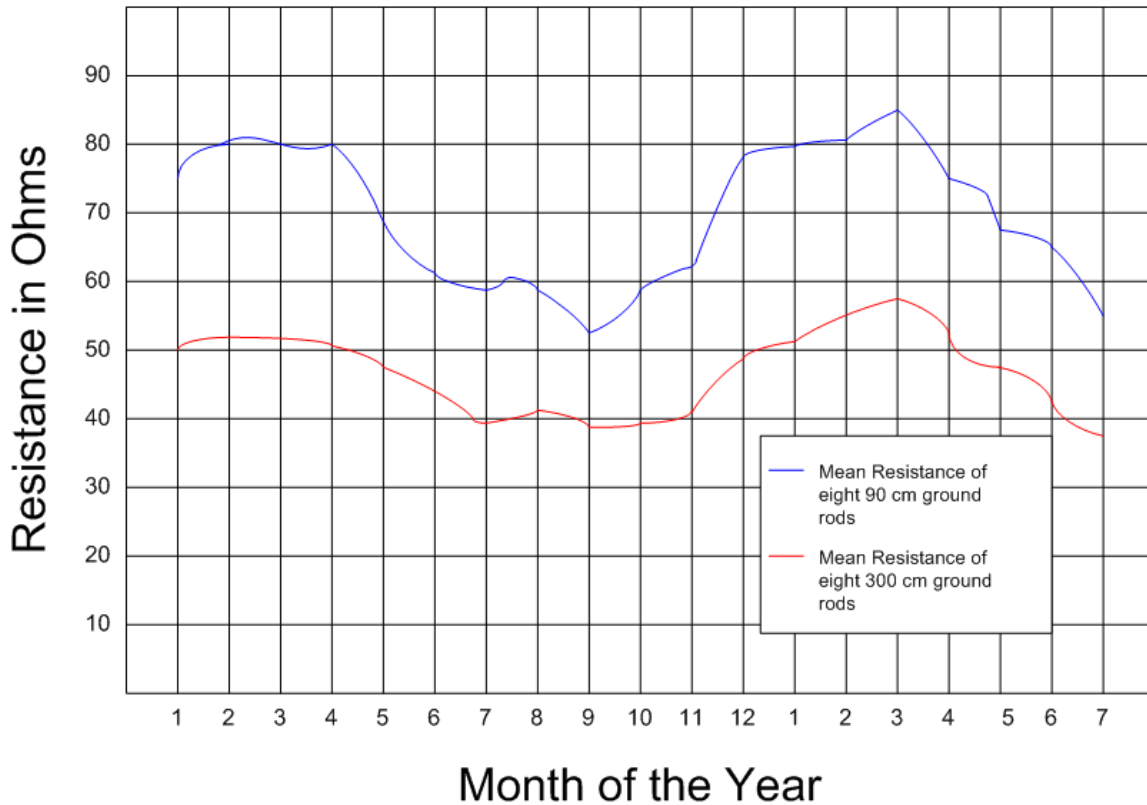 Resistance in Ohms
90
80
70
60
50
40
30
20
10
Mean Resistance of
eight 90 cm ground
rods
Mean Resistance of
eight 300 cm ground
rods
1 2 3 4 5 6 7 8 9 10 11 12 1 2 3 4 5 6 7
Month of the Year